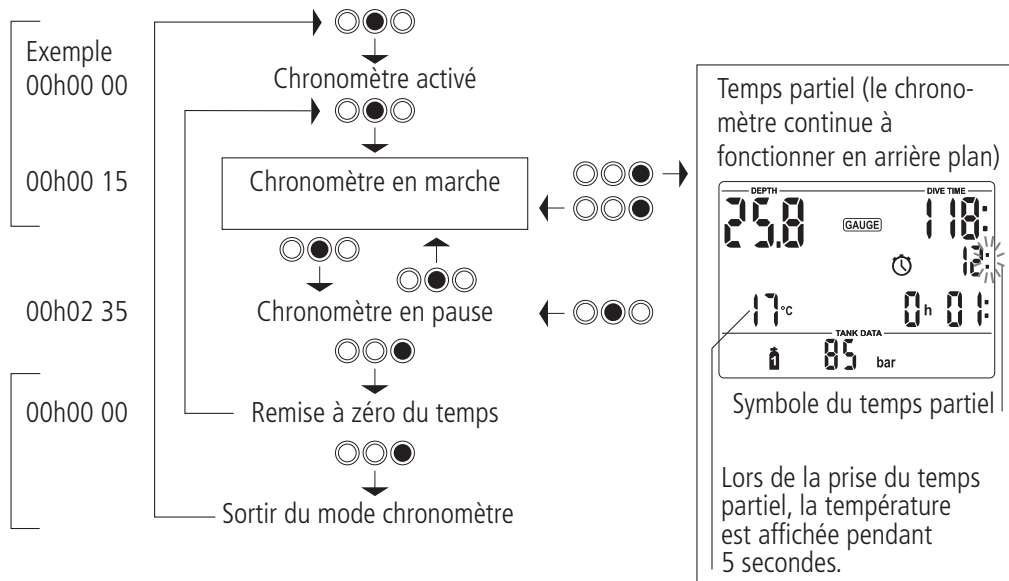 Exemple
00h00 00
Chronomètre activé
00h00 15
Chronomètre en marche
00h02 35
Chronomètre en pause
00h00 00
Remise à zéro du temps
Sortir du mode chronomètre
Temps partiel (le chrono-
mètre continue à
fonctionner en arrière plan)
DEPTH DIVE TIME
25.8 GAUGE 118:
12:
17°C 0h 01:
TANK DATA
1 85 bar
Symbole du temps partiel
Lors de la prise du temps
partiel, la température
est affichée pendant
5 secondes.